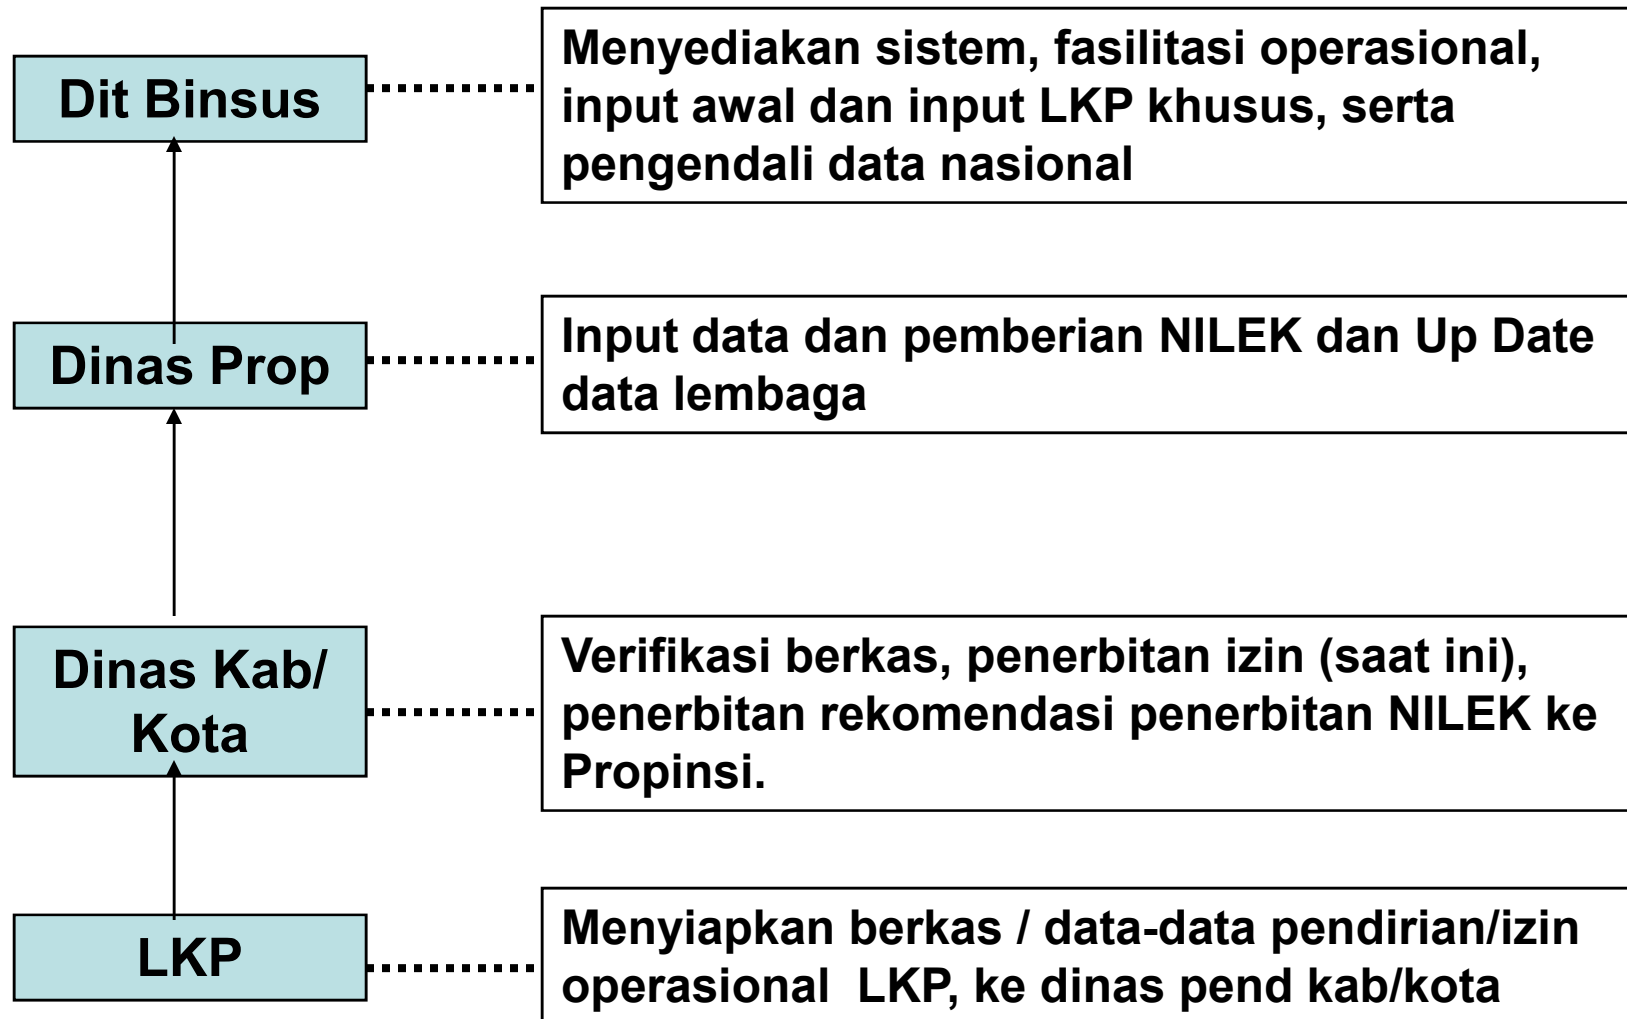 Dit Binsus
Menyediakan sistem, fasilitasi operasional,
input awal dan input LKP khusus, serta
pengendali data nasional
Dinas Prop
Input data dan pemberian NILEK dan Up Date
data lembaga
Dinas Kab/
Kota
Verifikasi berkas, penerbitan izin (saat ini),
penerbitan rekomendasi penerbitan NILEK ke
Propinsi.
LKP
Menyiapkan berkas / data-data pendirian/izin
operasional  LKP, ke dinas pend kab/kota